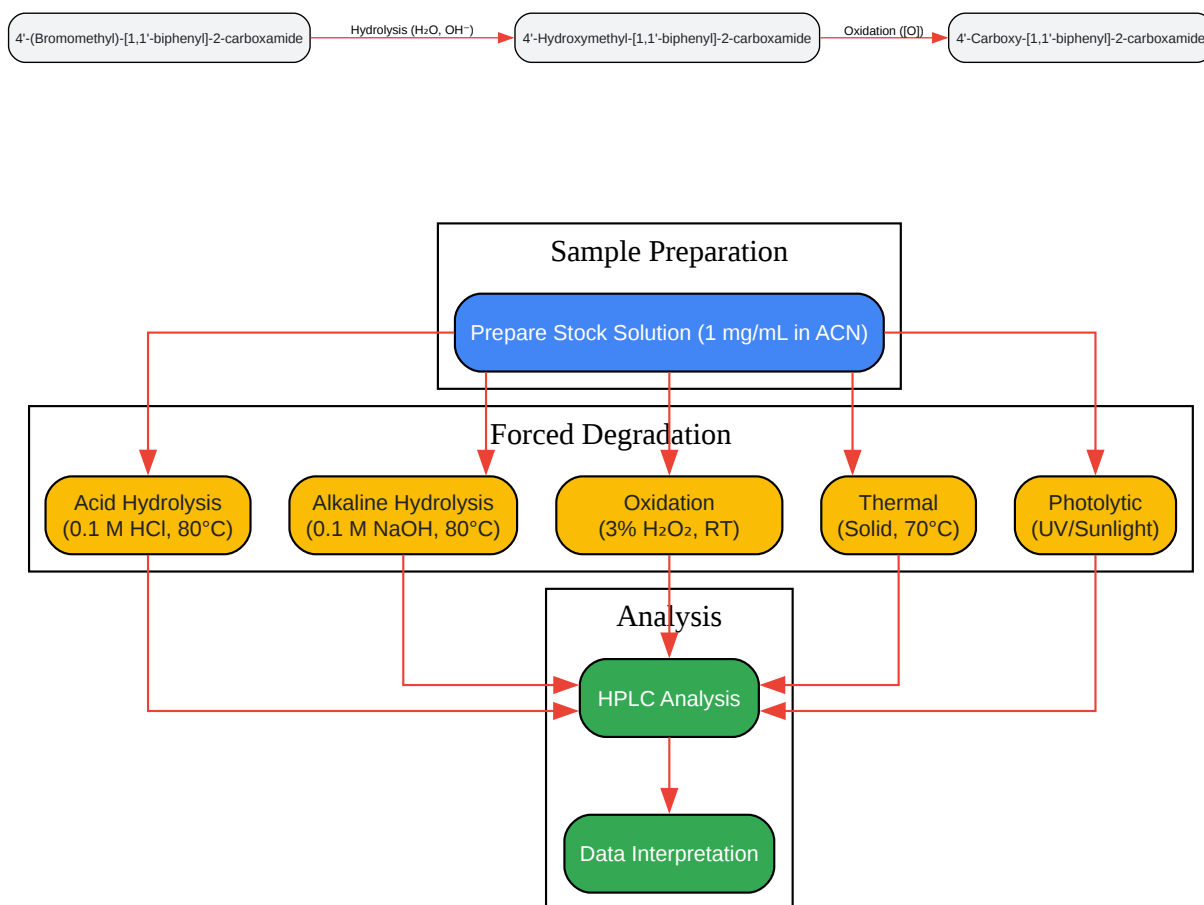 4'-(Bromomethyl)-[1,1'-biphenyl]-2-carboxamide
Hydrolysis (H₂O, OH⁻)
4'-Hydroxymethyl-[1,1'-biphenyl]-2-carboxamide
Oxidation ([O])
4'-Carboxy-[1,1'-biphenyl]-2-carboxamide
Sample Preparation
Prepare Stock Solution (1 mg/mL in ACN)
Forced Degradation
Acid Hydrolysis
(0.1 M HCl, 80°C)
Alkaline Hydrolysis
(0.1 M NaOH, 80°C)
Oxidation
(3% H₂O₂, RT)
Thermal
(Solid, 70°C)
Photolytic
(UV/Sunlight)
Analysis
HPLC Analysis
Data Interpretation